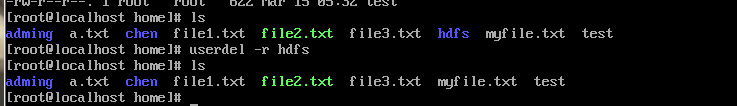 -rw-r--r--. 1 root   root   622 Mar 15 05:32 test
[root@localhost home]# ls
adming  a.txt  chen  file1.txt  file2.txt  file3.txt  hdfs  myfile.txt  test
[root@localhost home]# userdel -r hdfs
[root@localhost home]# ls
adming  a.txt  chen  file1.txt  file2.txt  file3.txt  myfile.txt  test
[root@localhost home]#